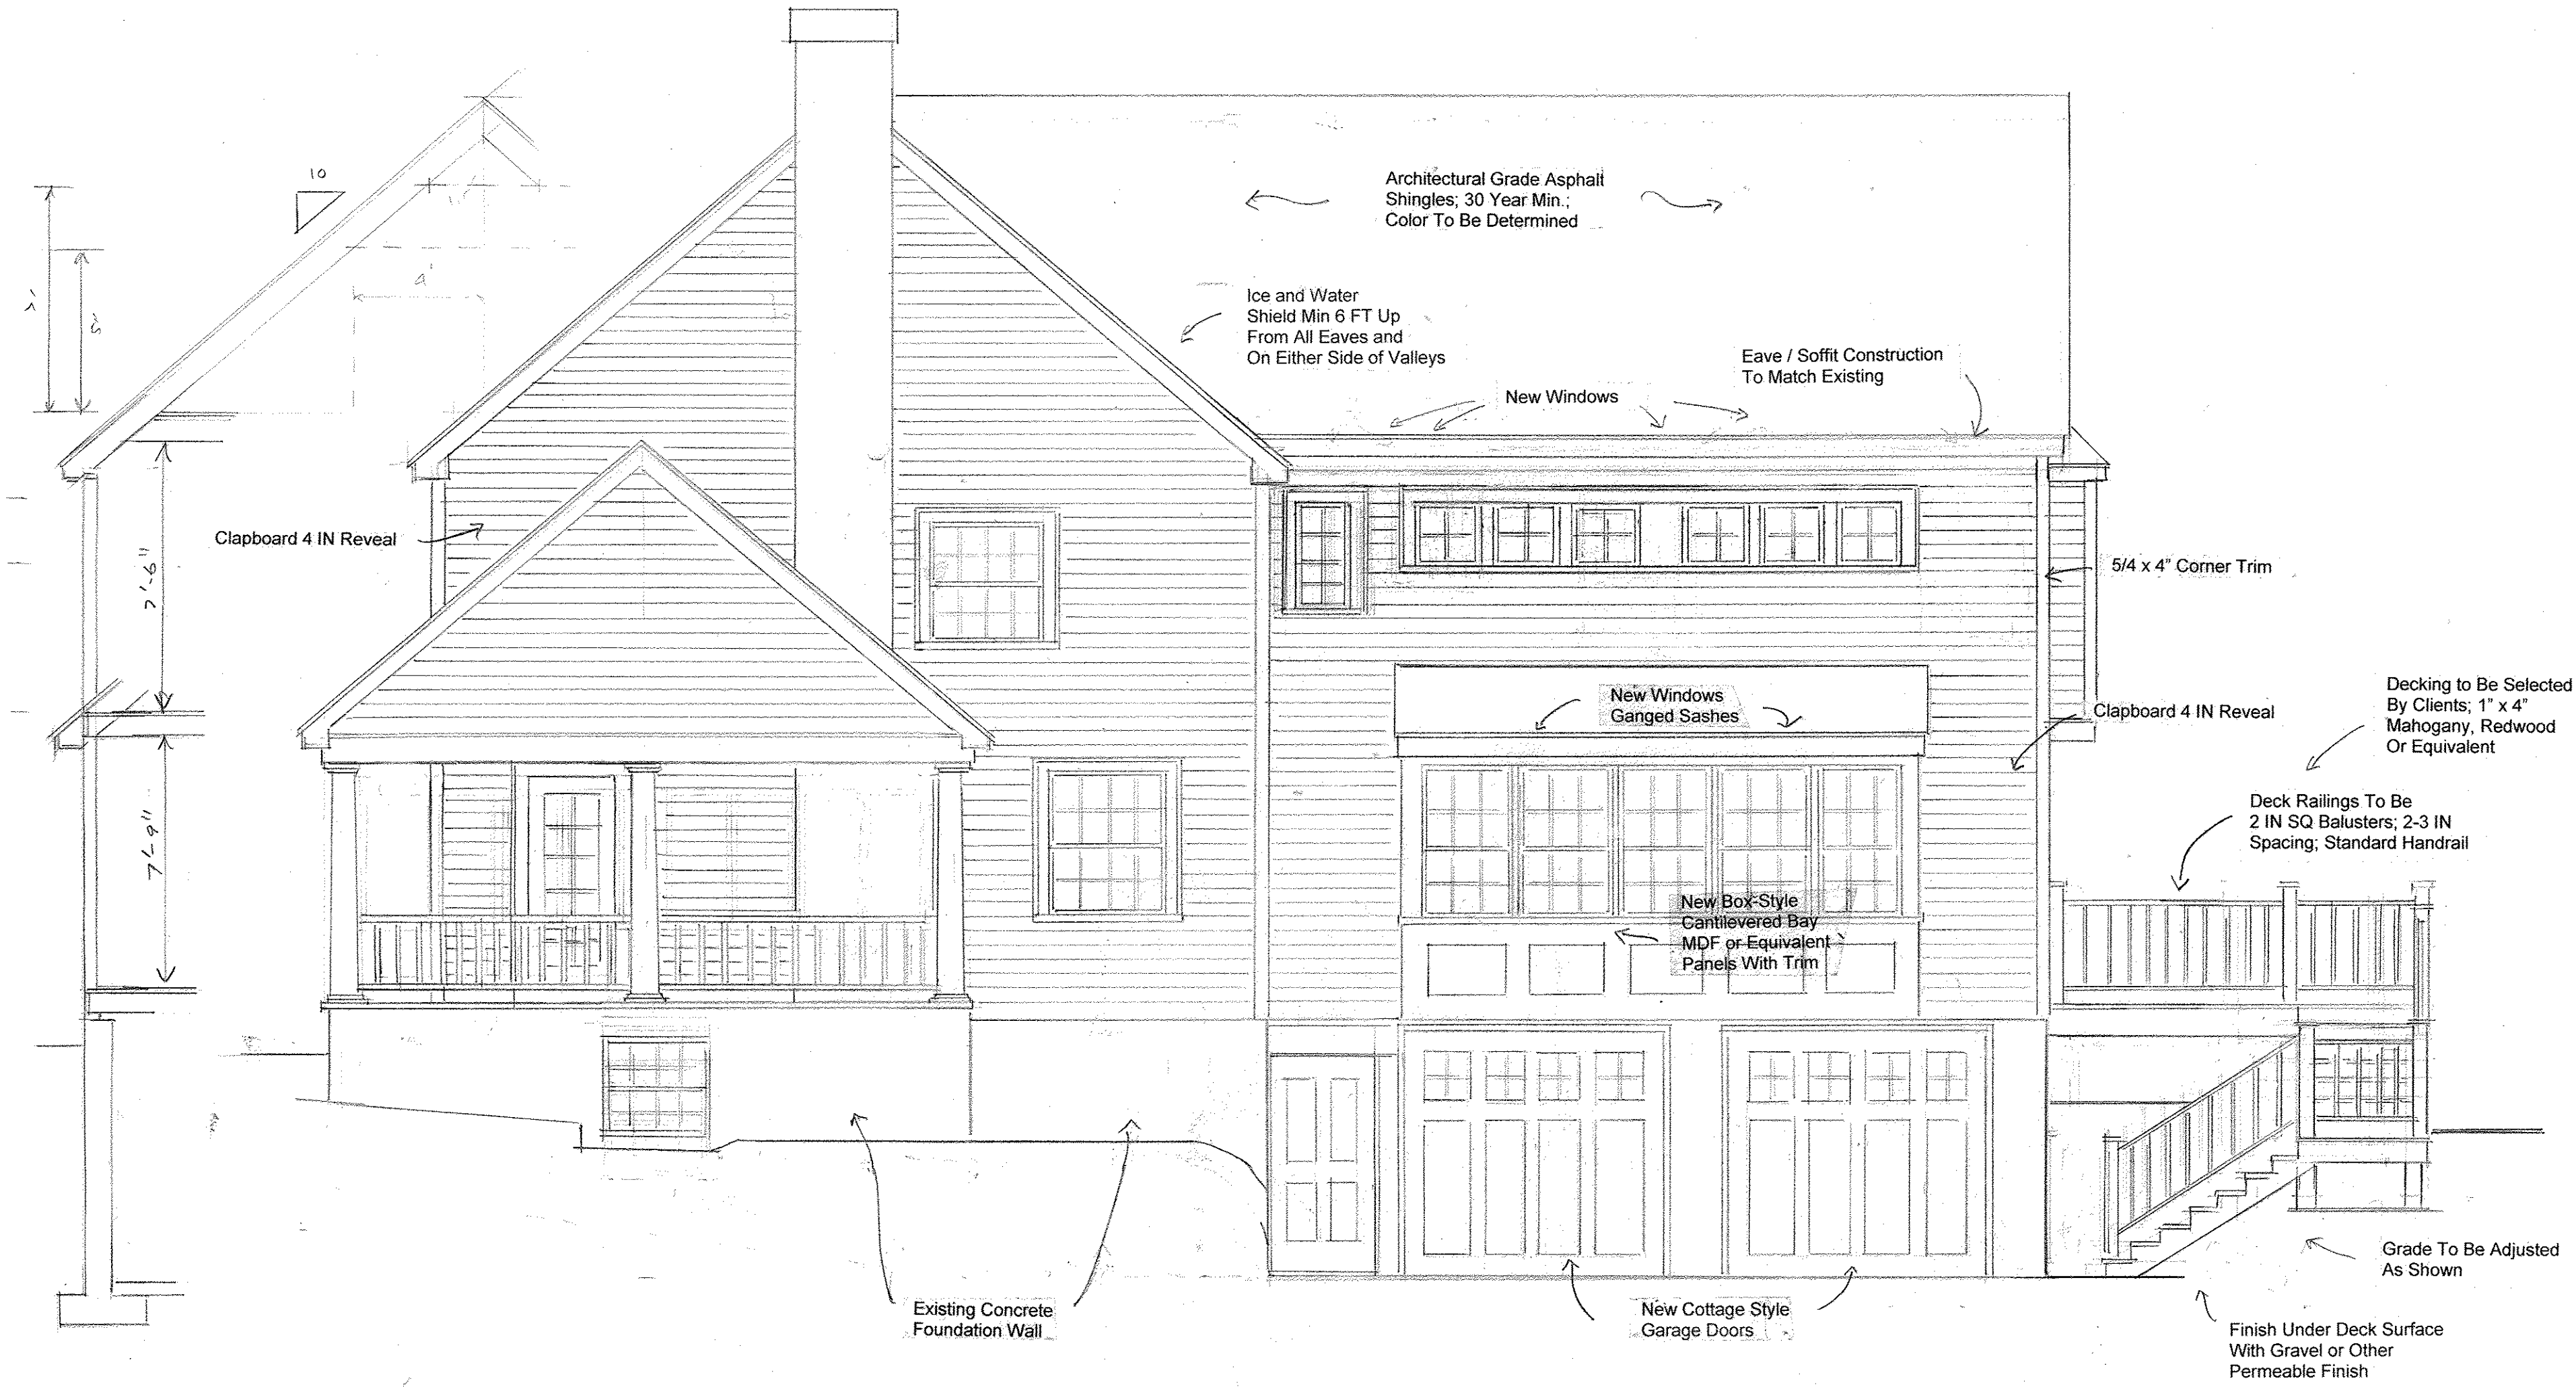 10
Architectural Grade Asphalt
Shingles; 30 Year Min.;
Color To Be Determined
Ice and Water
Shield Min 6 FT Up
From All Eaves and
On Either Side of Valleys
Eave / Soffit Construction
To Match Existing
New Windows
Clapboard 4 IN Reveal
7'-6"
5/4 x 4” Corner Trim
New Windows
Ganged Sashes
Clapboard 4 IN Reveal
Decking to Be Selected
By Clients; 1” x 4”
Mahogany, Redwood
Or Equivalent
Deck Railings To Be
2 IN SQ Balusters; 2-3 IN
Spacing; Standard Handrail
7'-9"
New Box-Style
Cantilevered Bay
MDF or Equivalent
Panels With Trim
Grade To Be Adjusted
As Shown
Existing Concrete
Foundation Wall
New Cottage Style
Garage Doors
Finish Under Deck Surface
With Gravel or Other
Permeable Finish